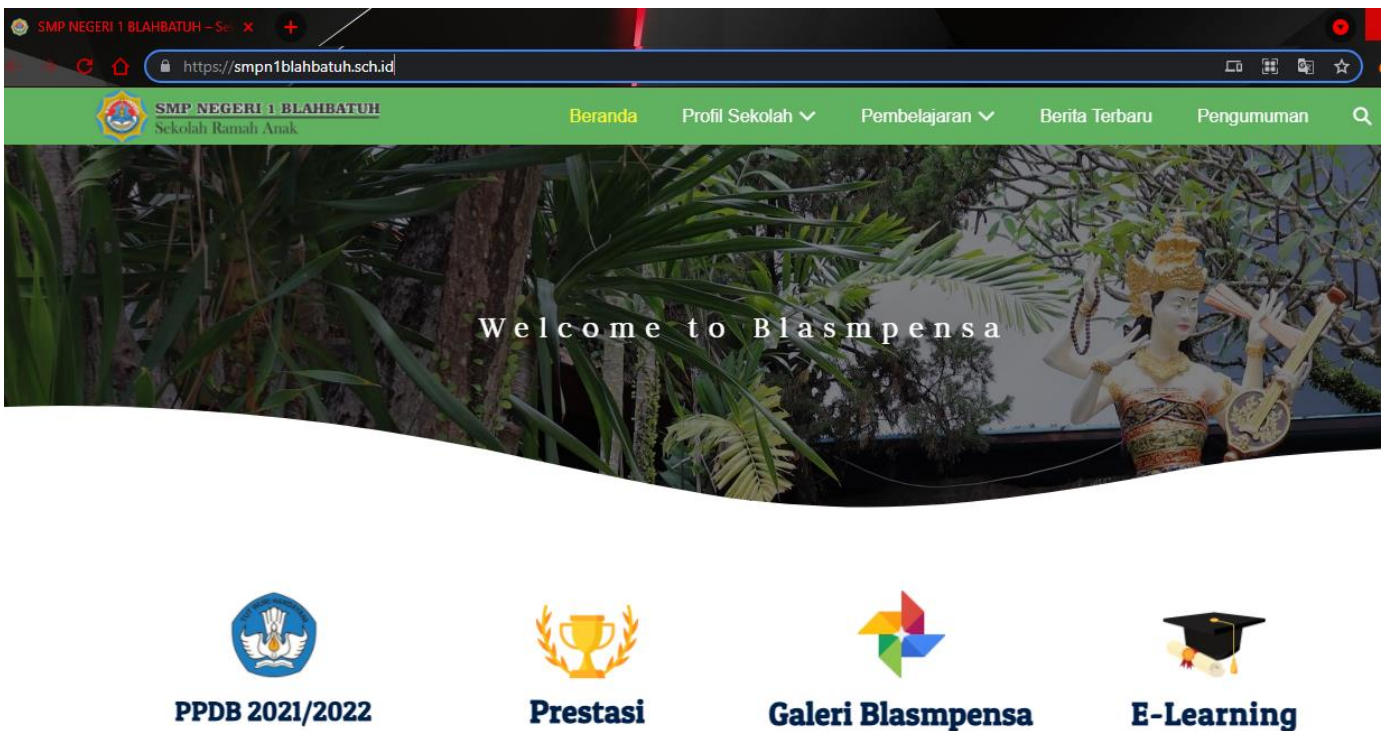 SMP NEGERI 1 BLAHBATUH – Se
https://smpn1blahbatuh.sch.id
SMP NEGERI 1 BLAHBATUH
Sekolah Ramah Anak
Beranda Profil Sekolah Pembelajaran Berita Terbaru Pengumuman
Welcome to Blasmpensa
PPDB 2021/2022 Prestasi Galeri Blasmpensa E-Learning